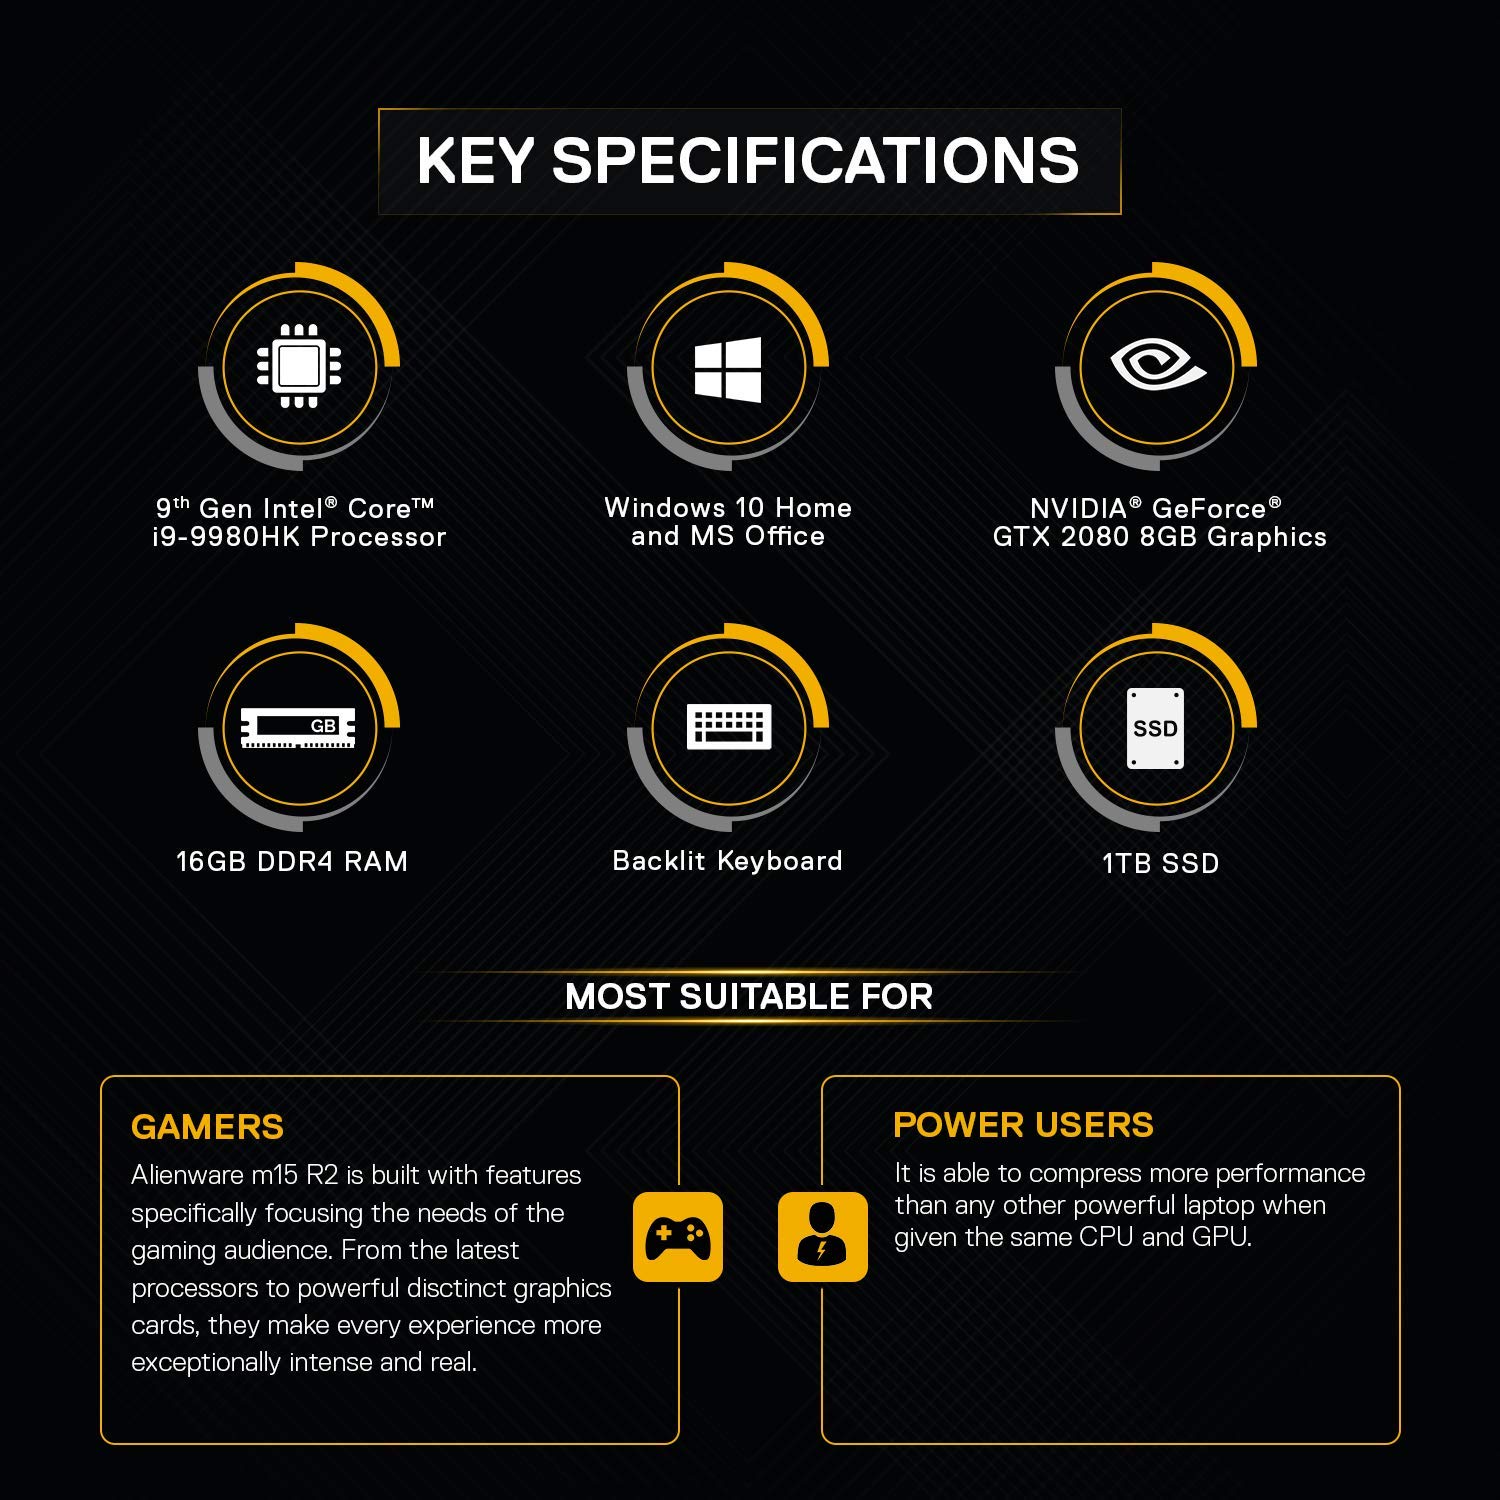 KEY SPECIFICATIONS
9th Gen Intel® Core™
i9-9980HK Processor
Windows 10 Home
and MS Office
NVIDIA® GeForce®
GTX 2080 8GB Graphics
GB
SSD
16GB DDR4 RAM
Backlit Keyboard
1TB SSD
MOST SUITABLE FOR
GAMERS
Alienware m15 R2 is built with features
specifically focusing the needs of the
gaming audience. From the latest
processors to powerful disctinct graphics
cards, they make every experience more
exceptionally intense and real.
POWER USERS
It is able to compress more performance
than any other powerful laptop when
given the same CPU and GPU.